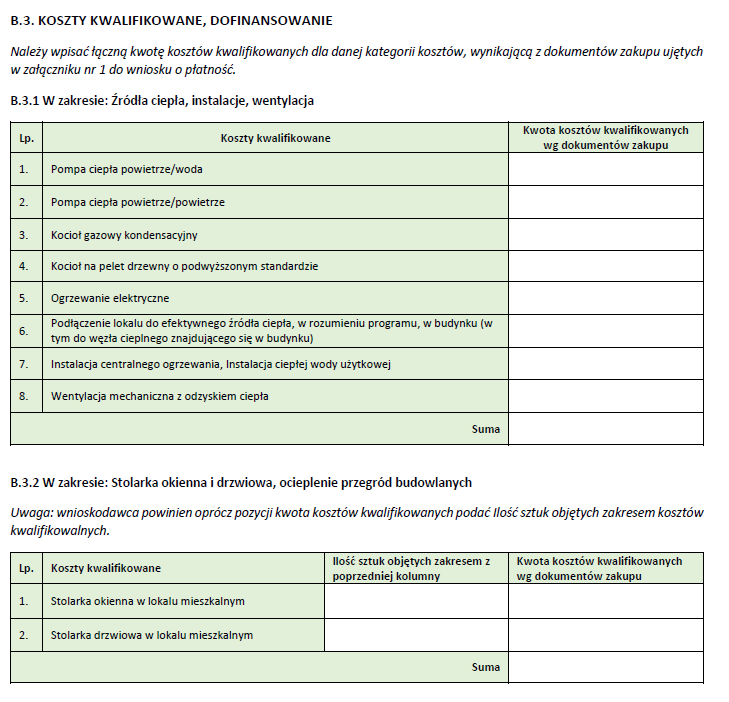 B.3. KOSZTY KWALIFIKOWANE, DOFINANSOWANIE
Należy wpisać łączną kwotę kosztów kwalifikowanych dla danej kategorii kosztów, wynikającą z dokumentów zakupu ujętych
w załączniku nr 1 do wniosku o płatność.
B.3.1 W zakresie: Źródła ciepła, instalacje, wentylacja
Lp. Koszty kwalifikowane Kwota kosztów kwalifikowanych
wg dokumentów zakupu
1. Pompa ciepła powietrze/woda
2. Pompa ciepła powietrze/powietrze
3. Kocioł gazowy kondensacyjny
4. Kocioł na pelet drzewny o podwyższonym standardzie
5. Ogrzewanie elektryczne
6. Podłączenie lokalu do efektywnego źródła ciepła, w rozumieniu programu, w budynku (w
tym do węzła cieplnego znajdującego się w budynku)
7. Instalacja centralnego ogrzewania, Instalacja ciepłej wody użytkowej
8. Wentylacja mechaniczna z odzyskiem ciepła
Suma
B.3.2 W zakresie: Stolarka okienna i drzwiowa, ocieplenie przegród budowlanych
Uwaga: wnioskodawca powinien oprócz pozycji kwota kosztów kwalifikowanych podać Ilość sztuk objętych zakresem kosztów
kwalifikowalnych.
Lp. Koszty kwalifikowane Ilość sztuk objętych zakresem z
poprzedniej kolumny
Kwota kosztów kwalifikowanych
wg dokumentów zakupu
1. Stolarka okienna w lokalu mieszkalnym
2. Stolarka drzwiowa w lokalu mieszkalnym
Suma